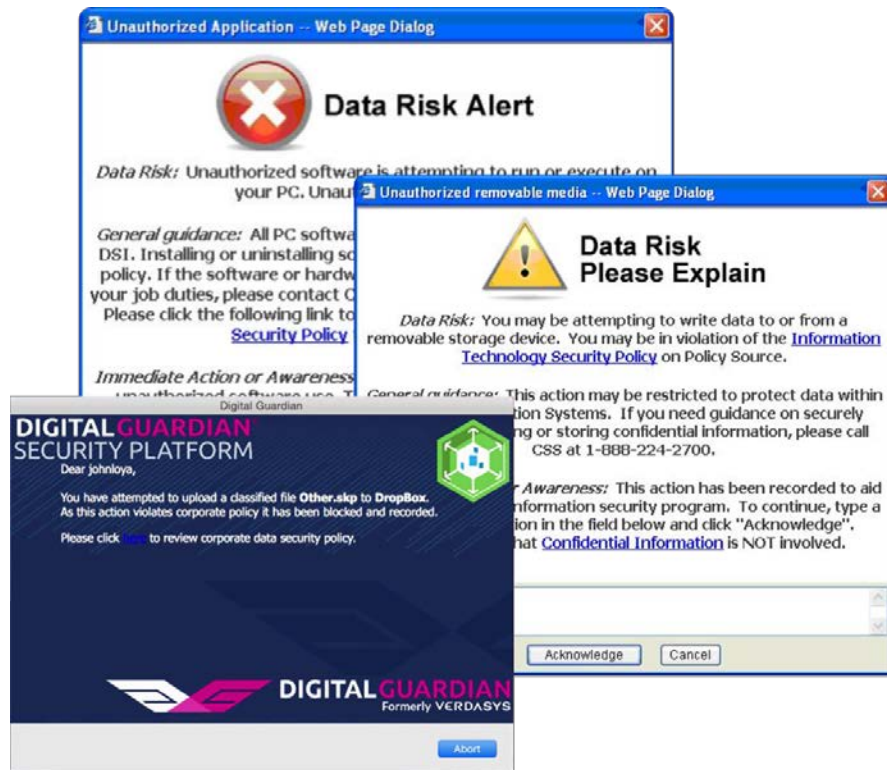 Unauthorized Application -- Web Page Dialog
Data Risk Alert
Data Risk: Unauthorized software is attempting to run or execute on
your PC.
General guidance: All PC
DSI. Installing or uninstalling
policy. If the software or
your job duties, please contact
Please click the following link to
Security Policy
Immediate Action or Awareness
unauthorized software use.
Unauthorized removable media -- Web Page Dialog
Data Risk
Please Explain
Data Risk: You may be attempting to write data to or from a
removable storage device. You may be in violation of the Information
Technology Security Policy on Policy Source.
General guidance: This action may be restricted to protect data within
Systems. If you need guidance on securely
or storing confidential information, please call
CSS at 1-888-224-2700.
Awareness: This action has been recorded to aid
information security program. To continue, type a
in the field below and click "Acknowledge".
Confidential Information is NOT involved.
Acknowledge Cancel
Digital Guardian
DIGITALGUARDIAN
SECURITY PLATFORM
Dear johnloya,
You have attempted to upload a classified file Other.skp to DropBox.
As this action violates corporate policy it has been blocked and recorded.
Please click here to review corporate data security policy.
DIGITALGUARDIAN
Formerly VERDASYS
Abort